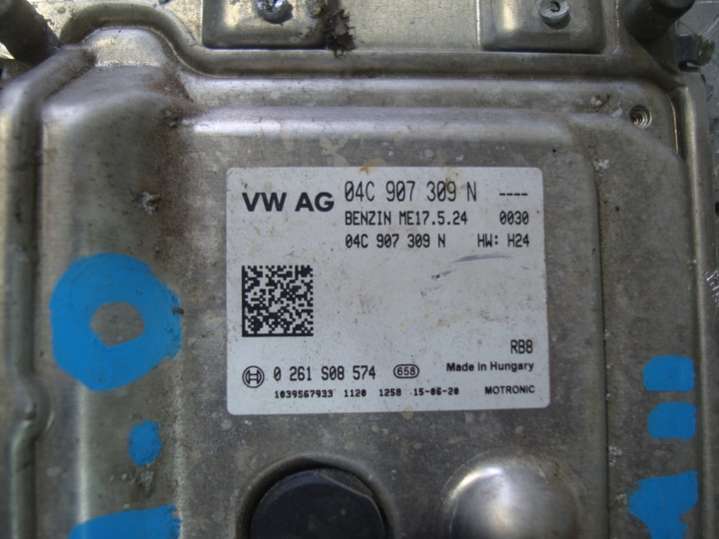 VW AG 04C 907 309 N ----
BENZIN ME17.5.24 0030
04C 907 309 N HW: H24
RB8
0 261 S08 574 658 Made in Hungary
1039567933 1120 1258 15-06-20 MOTRONIC